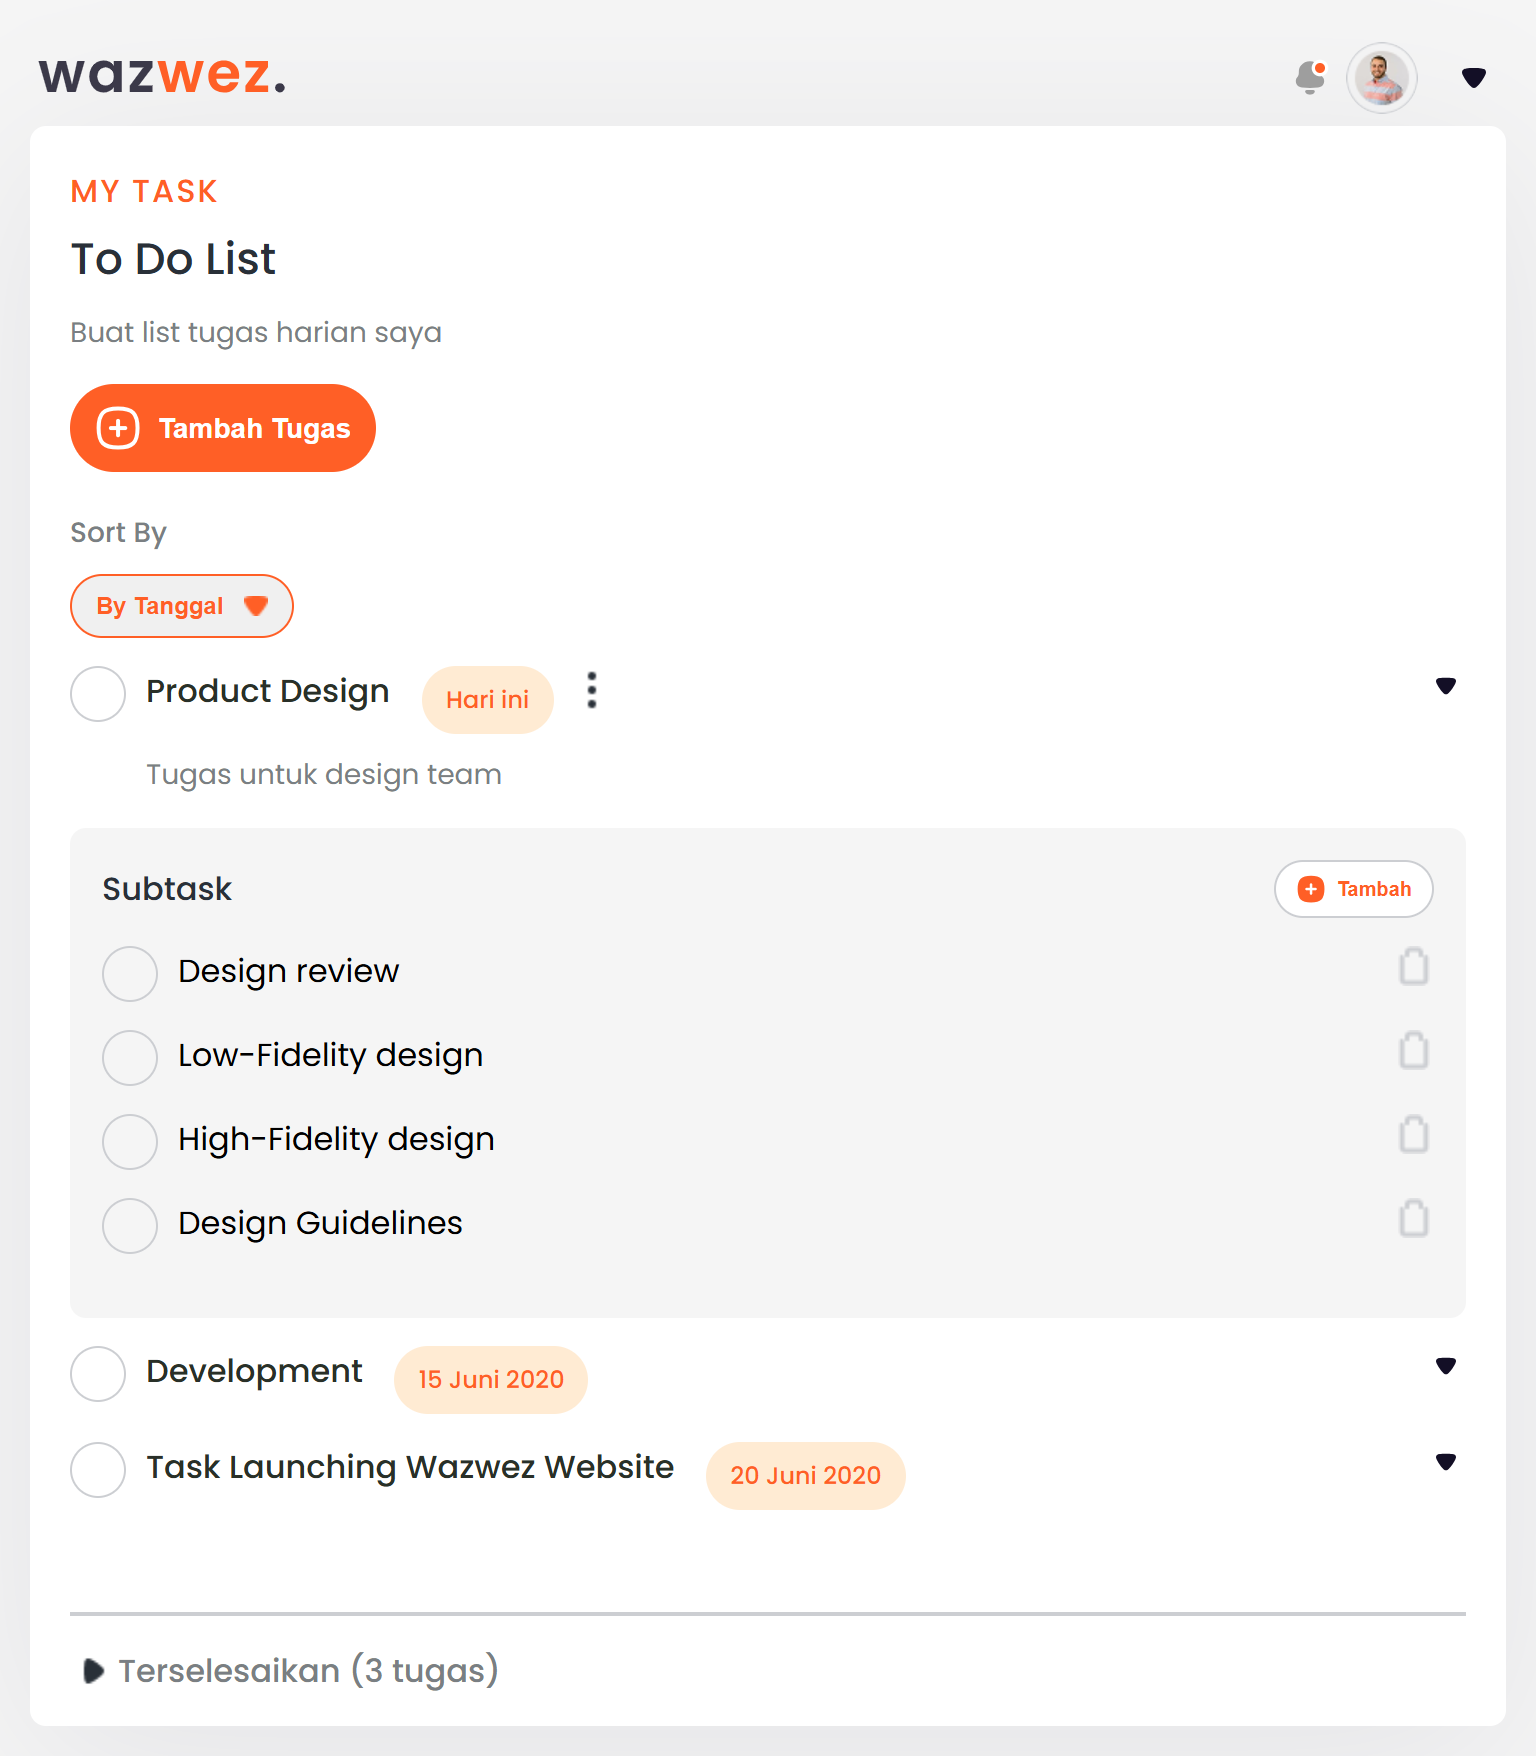 wazwez.
MY TASK
To Do List
Buat list tugas harian saya
Tambah Tugas
Sort By
By Tanggal
Product Design
Hari ini
Tugas untuk design team
Subtask
Tambah
Design review
Low-Fidelity design
High-Fidelity design
Design Guidelines
Development
15 Juni 2020
Task Launching Wazwez Website
20 Juni 2020
Terselesaikan (3 tugas)